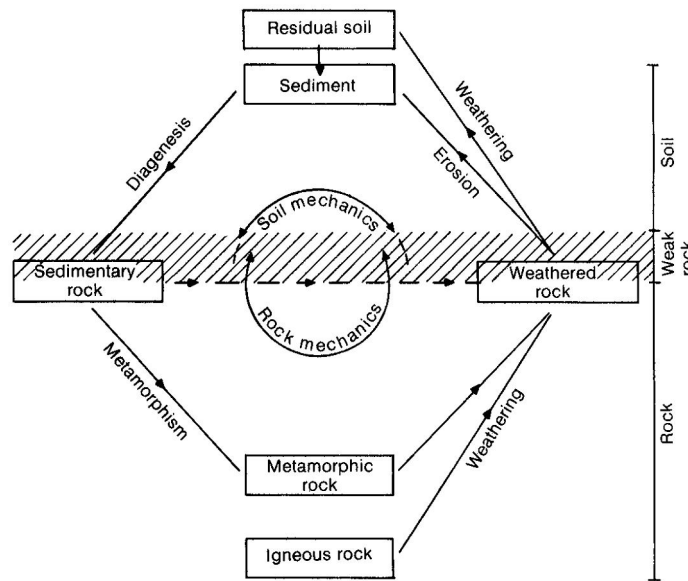 Residual soil
Sediment
Weathering
Diagenesis
Erosion
Soil
Soil mechanics
Weak
rock
Sedimentary
rock
Weathered
rock
Rock mechanics
Metamorphism
Weathering
Rock
Metamorphic
rock
Igneous rock